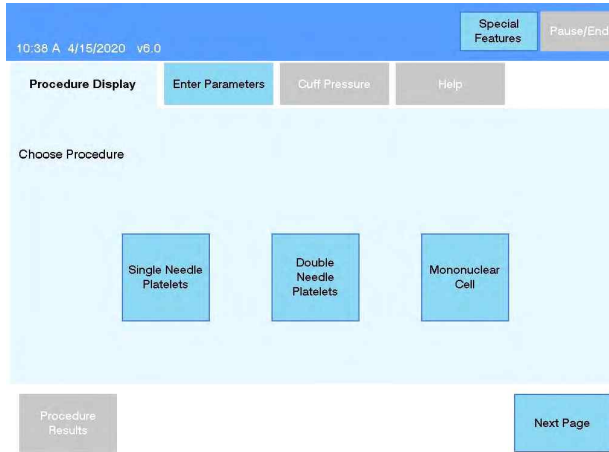 10:38 A 4/15/2020 v6.0
Special
Features
Pause/End
Procedure Display
Enter Parameters
Cuff Pressure
Help
Choose Procedure
Single Needle
Platelets
Double
Needle
Platelets
Mononuclear
Cell
Procedure
Results
Next Page